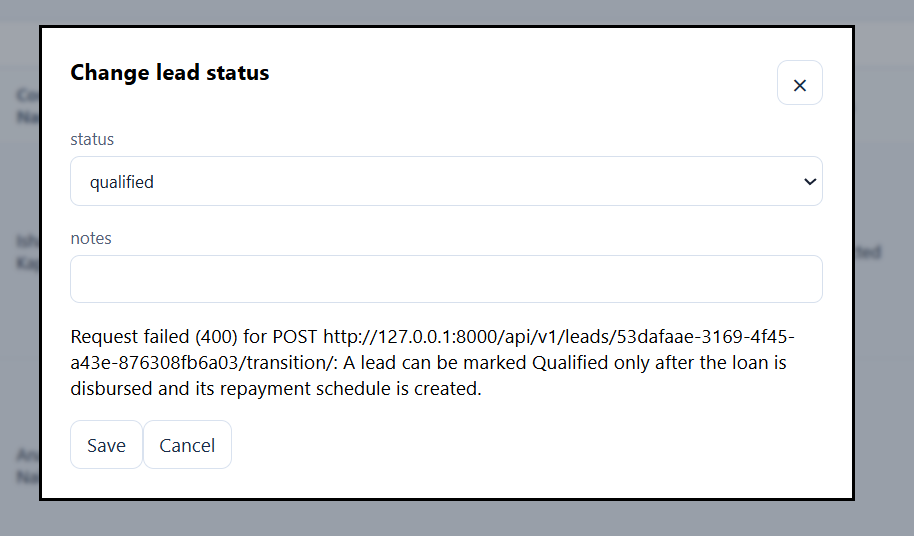 Change lead status
×
status
qualified
notes
Request failed (400) for POST http://127.0.0.1:8000/api/v1/leads/53dafaae-3169-4f45-
a43e-876308fb6a03/transition/: A lead can be marked Qualified only after the loan is
disbursed and its repayment schedule is created.
Save Cancel